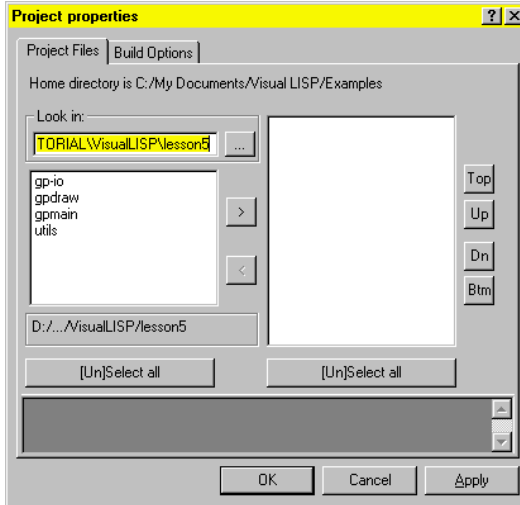 Project properties
? x
Project Files
Build Options
Home directory is C:/My Documents/Visual LISP/Examples
Look in:
TORIAL\VisualLISP\lesson5
...
gp-io
gpdraw
gpmain
utils
>
<
Top
Up
Dn
Btm
D:/.../VisualLISP/lesson5
[Un]Select all
[Un]Select all
OK
Cancel
Apply